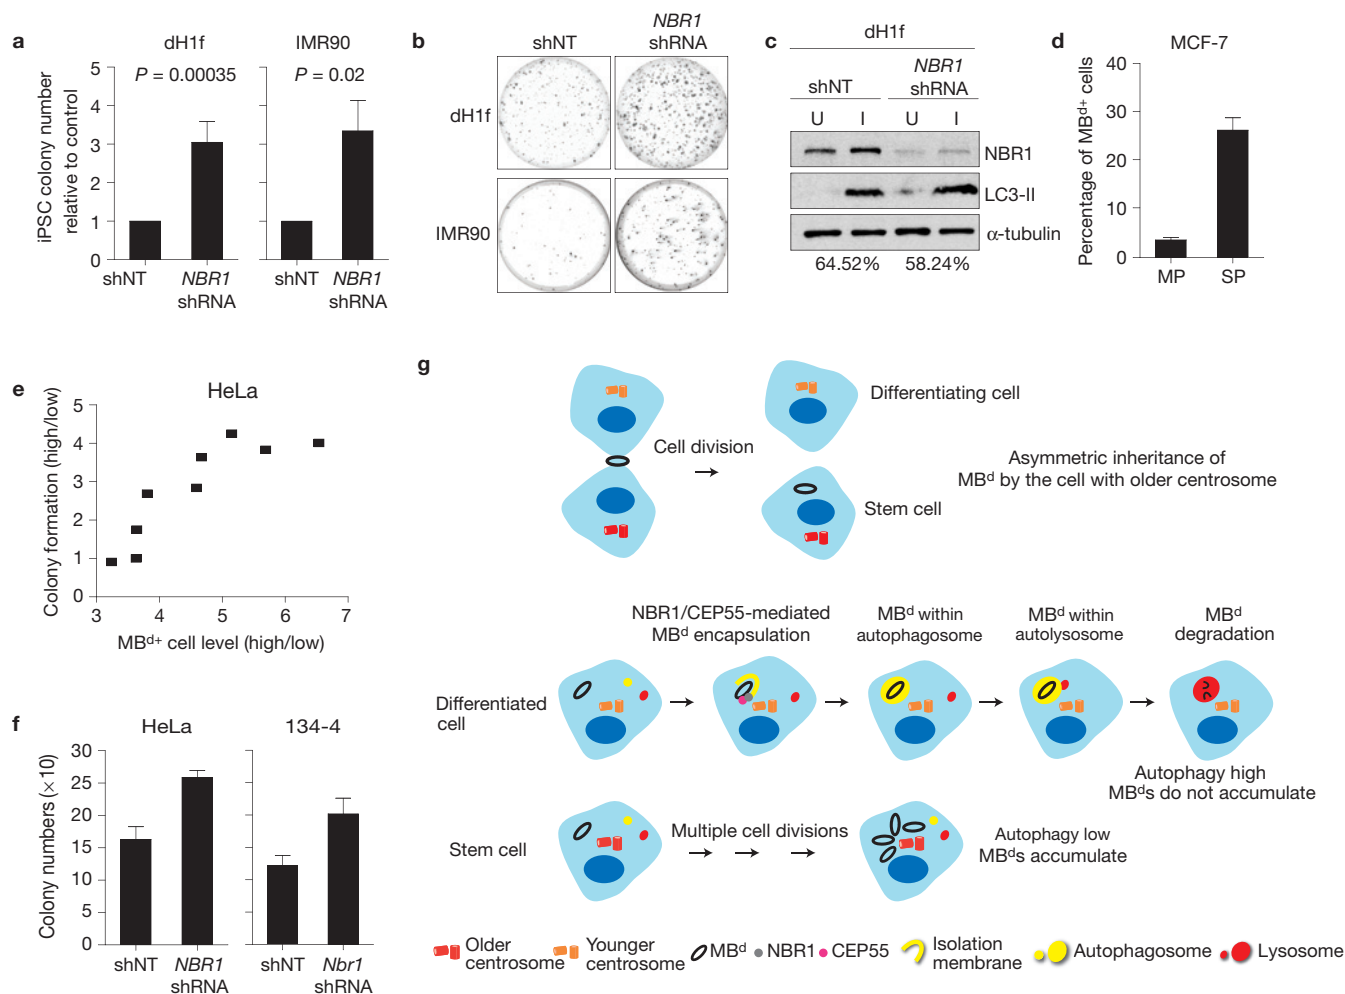 a
dH1f
IMR90
P = 0.00035
P = 0.02
iPSC colony number
relative to control
5
4
3
2
1
0
shNT
NBR1
shRNA
shNT
NBR1
shRNA
b
shNT
NBR1
shRNA
dH1f
IMR90
c
dH1f
shNT
NBR1
shRNA
U
I
U
I
NBR1
LC3-II
α-tubulin
64.52%
58.24%
d
MCF-7
Percentage of MBd+ cells
40
30
20
10
0
MP
SP
e
HeLa
Colony formation (high/low)
5
4
3
2
1
0
3
4
5
6
7
MBd+ cell level (high/low)
f
HeLa
134-4
Colony numbers (×10)
30
25
20
15
10
5
0
shNT
NBR1
shRNA
shNT
Nbr1
shRNA
g
Cell division
Differentiating cell
Stem cell
Asymmetric inheritance of
MBd by the cell with older centrosome
NBR1/CEP55-mediated
MBd encapsulation
MBd within
autophagosome
MBd within
autolysosome
MBd
degradation
Differentiated
cell
Autophagy high
MBds do not accumulate
Stem cell
Multiple cell divisions
Autophagy low
MBds accumulate
Older
centrosome
Younger
centrosome
MBd
NBR1
CEP55
Isolation
membrane
Autophagosome
Lysosome